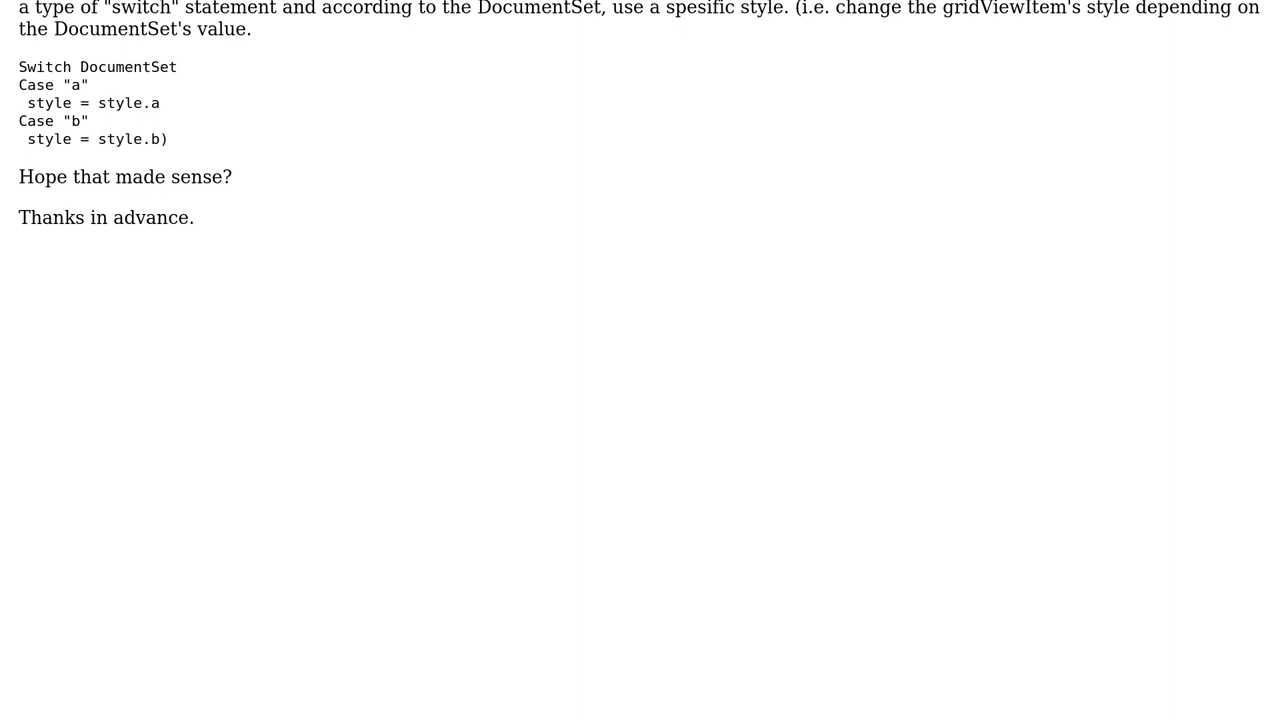 a type of "switch" statement and according to the DocumentSet, use a spesific style. (i.e. change the gridViewItem's style depending on
the DocumentSet's value.
Switch DocumentSet
Case "a"
 style = style.a
Case "b"
 style = style.b)
Hope that made sense?
Thanks in advance.